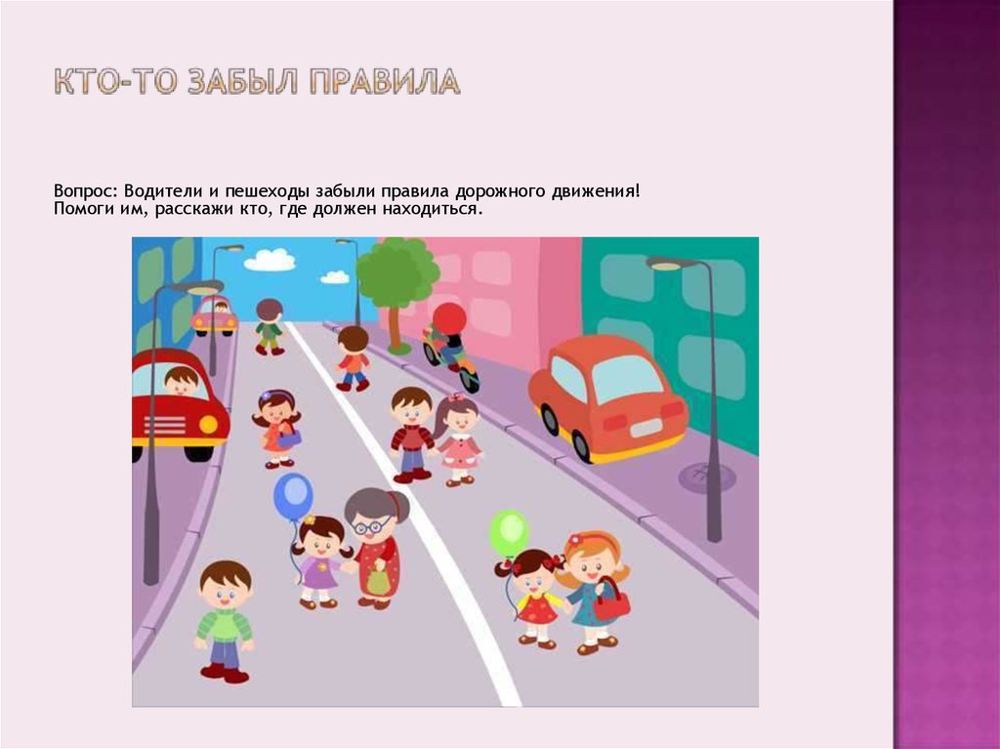 КТО-ТО ЗАБЫЛ ПРАВИЛА
Вопрос: Водители и пешеходы забыли правила дорожного движения!
Помоги им, расскажи кто, где должен находиться.